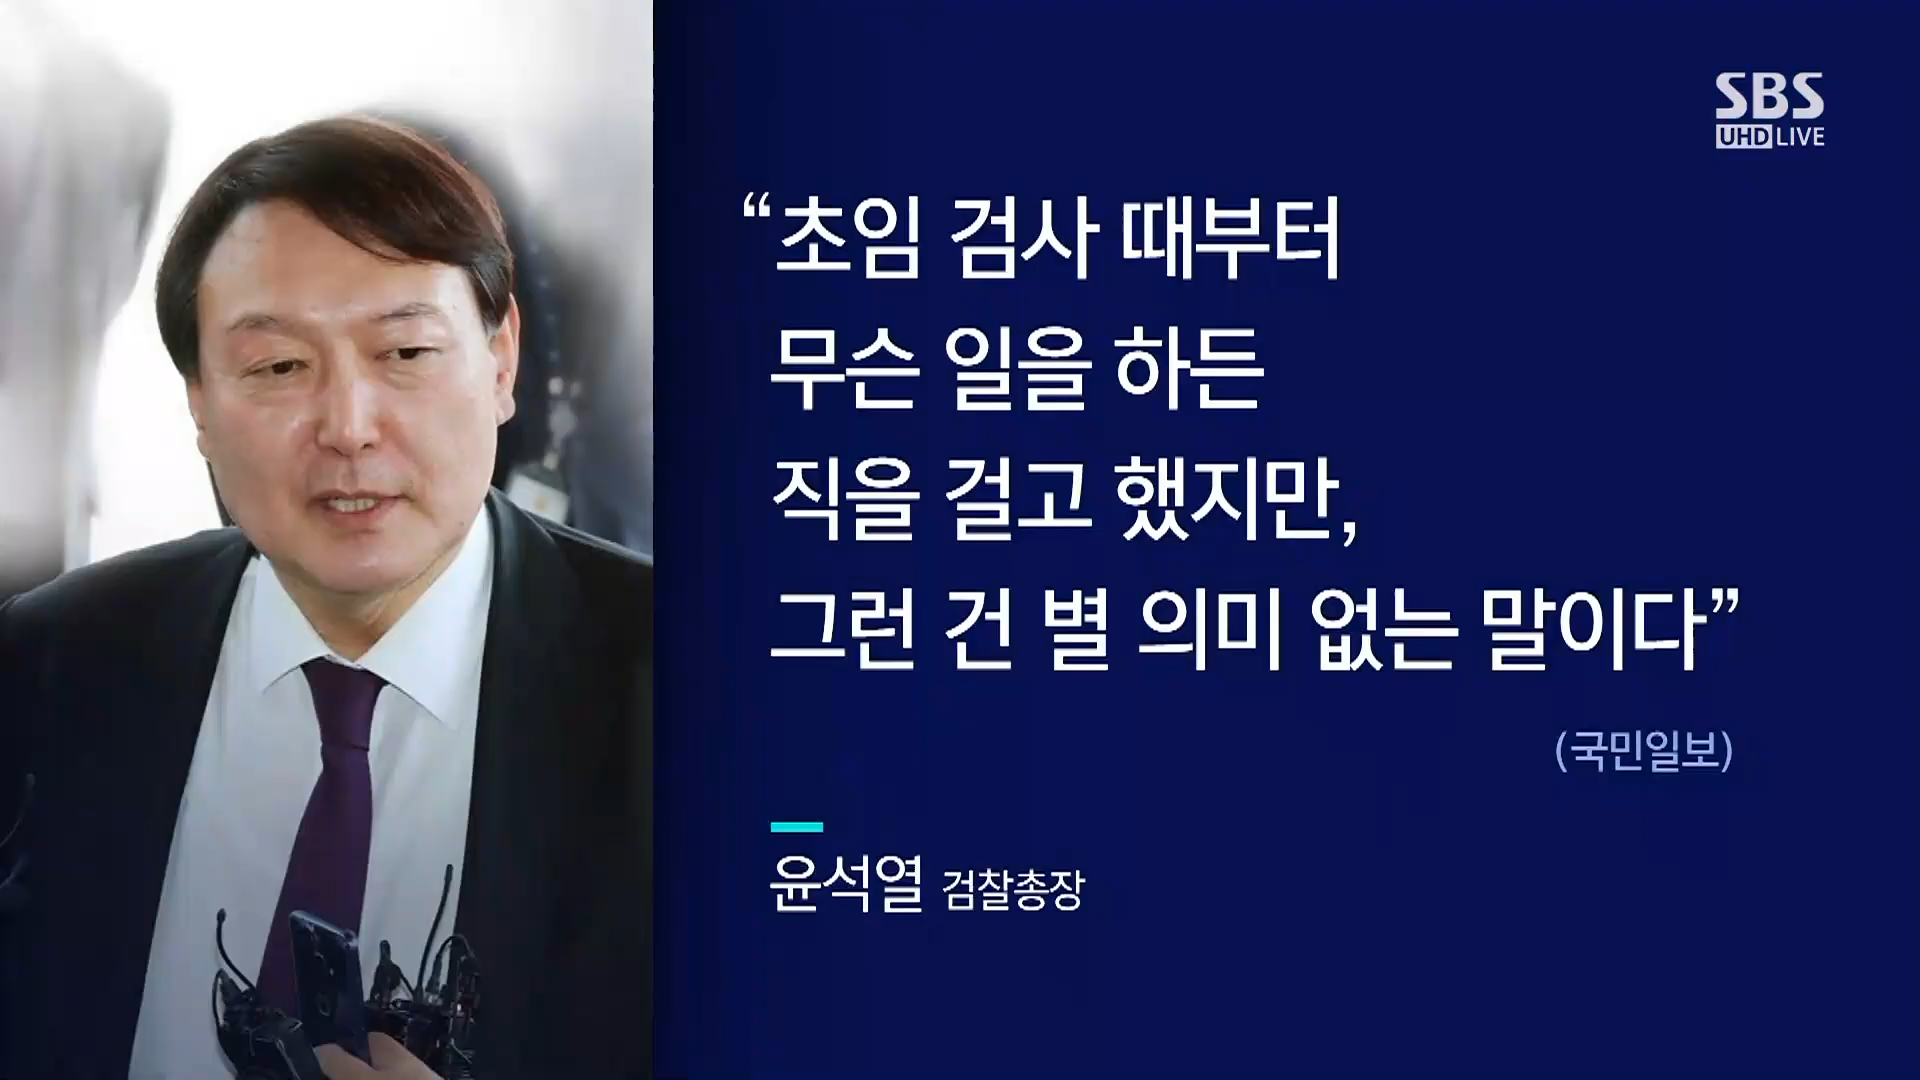 SBS
UHD LIVE
“초임 검사 때부터
무슨 일을 하든
직을 걸고 했지만,
그런 건 별 의미 없는 말이다”
(국민일보)
윤석열 검찰총장